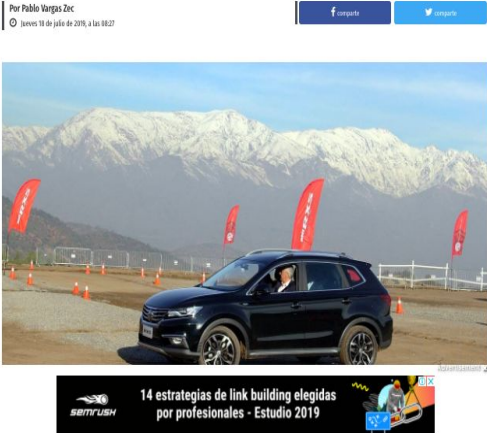 Por Pablo Vargas Zec
Jueves 18 de julio de 2019, a las 08:27
comparte
comparte
Advertisement
semrush
14 estrategias de link building elegidas
por profesionales - Estudio 2019